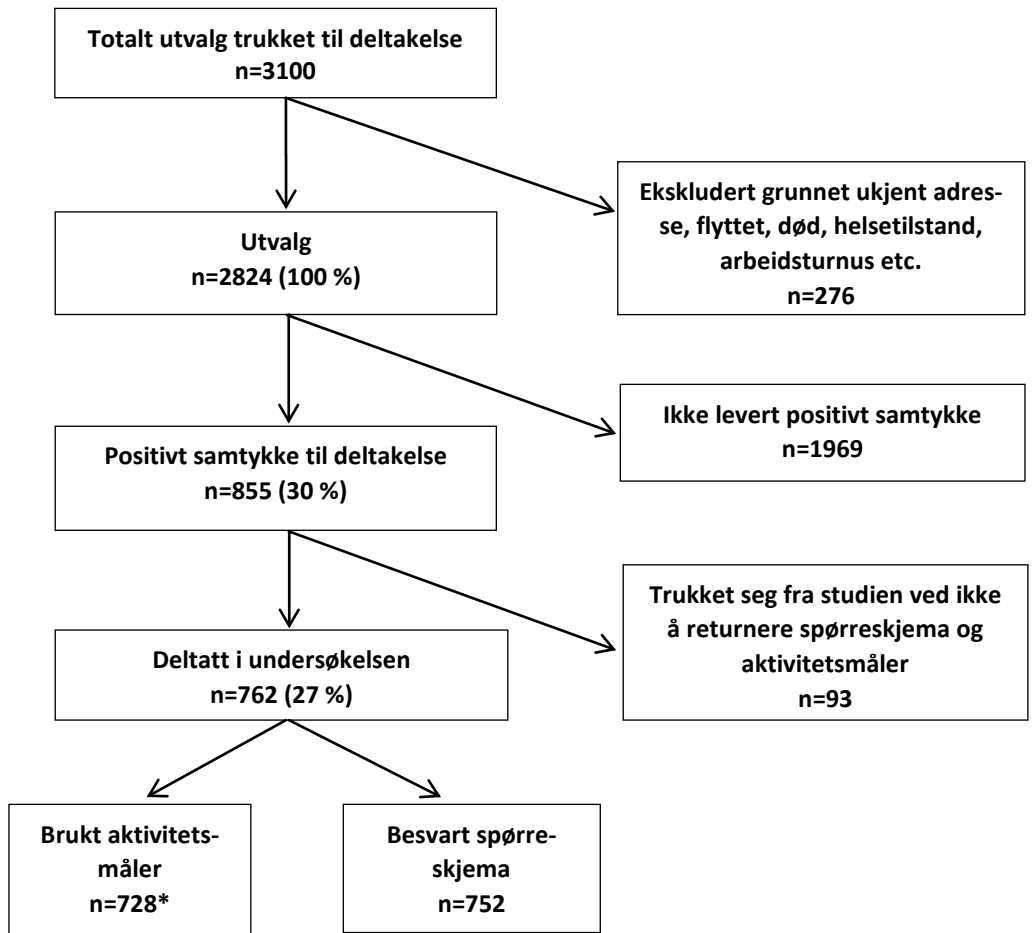 Totalt utvalg trukket til deltakelse
n=3100
Ekskludert grunnet ukjent adres-
se, flyttet, død, helsetilstand,
arbeidsturnus etc.
n=276
Utvalg
n=2824 (100 %)
Ikke levert positivt samtykke
n=1969
Positivt samtykke til deltakelse
n=855 (30 %)
Trukket seg fra studien ved ikke
å returnere spørreskjema og
aktivitetsmåler
n=93
Deltatt i undersøkelsen
n=762 (27 %)
Brukt aktivitets-
måler
n=728*
Besvart spørre-
skjema
n=752